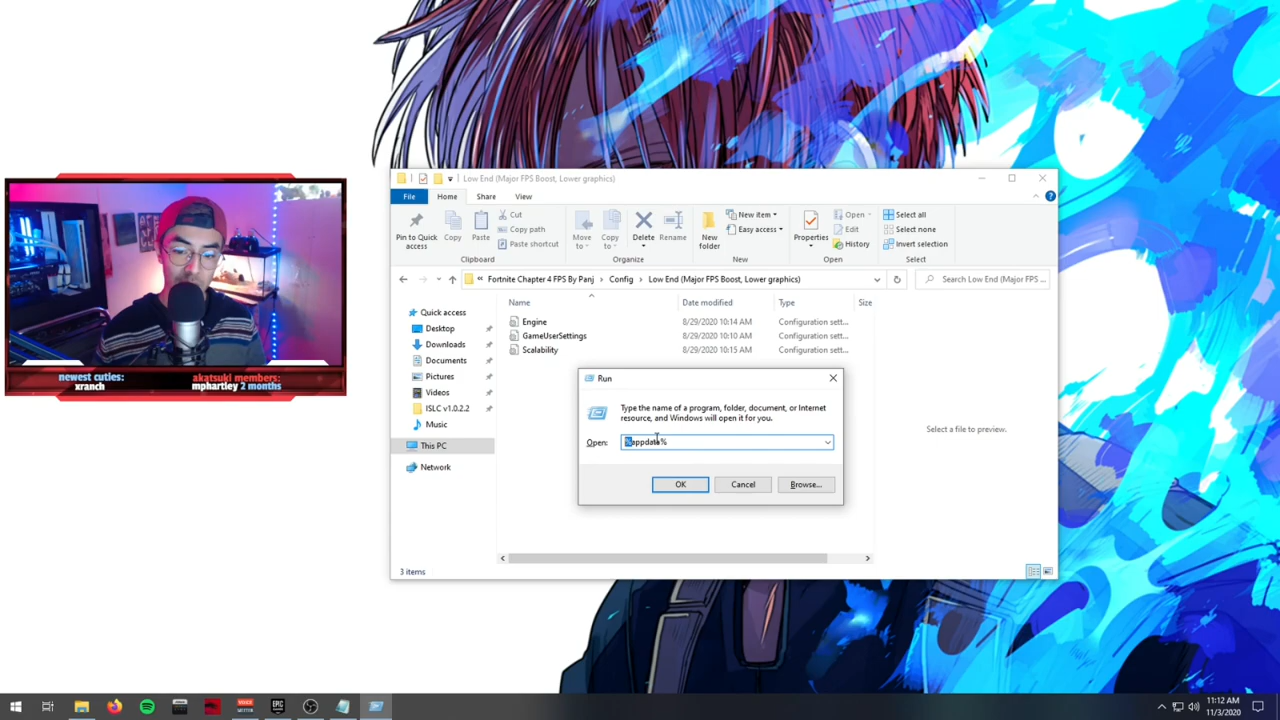 Low End (Major FPS Boost, Lower graphics)
File
Home
Share
View
Pin to Quick access
Copy
Paste
Cut
Copy path
Paste shortcut
Clipboard
Move to
Copy to
Delete
Rename
Organize
New folder
New item
Easy access
New
Properties
Open
Edit
History
Open
Select all
Select none
Invert selection
Select
« Fortnite Chapter 4 FPS By Panj › Config › Low End (Major FPS Boost, Lower graphics)
Search Low End (Major FPS ...
Name
Date modified
Type
Size
Quick access
Desktop
Downloads
Documents
Pictures
Videos
ISLC v1.0.2.2
Music
This PC
Network
Engine 8/29/2020 10:14 AM Configuration sett...
GameUserSettings 8/29/2020 10:10 AM Configuration sett...
Scalability 8/29/2020 10:15 AM Configuration sett...
Select a file to preview.
Run
Type the name of a program, folder, document, or Internet
resource, and Windows will open it for you.
Open: %appdata%
OK
Cancel
Browse...
3 items
newest cuties:
xranch
akatsuki members:
mphartley 2 months
EPIC
11:12 AM
11/3/2020